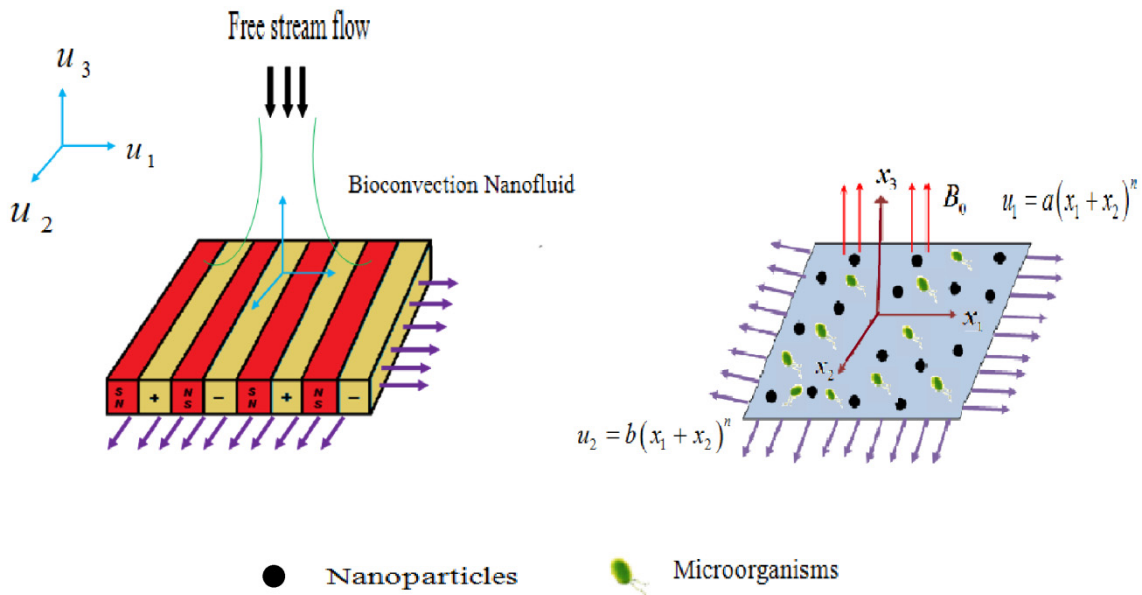 Free stream flow
u₃
u₁
u₂
Bioconvection Nanofluid
S N + N S − S N + N S −
x₃
B₀
u₁ = a(x₁ + x₂)ⁿ
x₁
x₂
u₂ = b(x₁ + x₂)ⁿ
Nanoparticles
Microorganisms